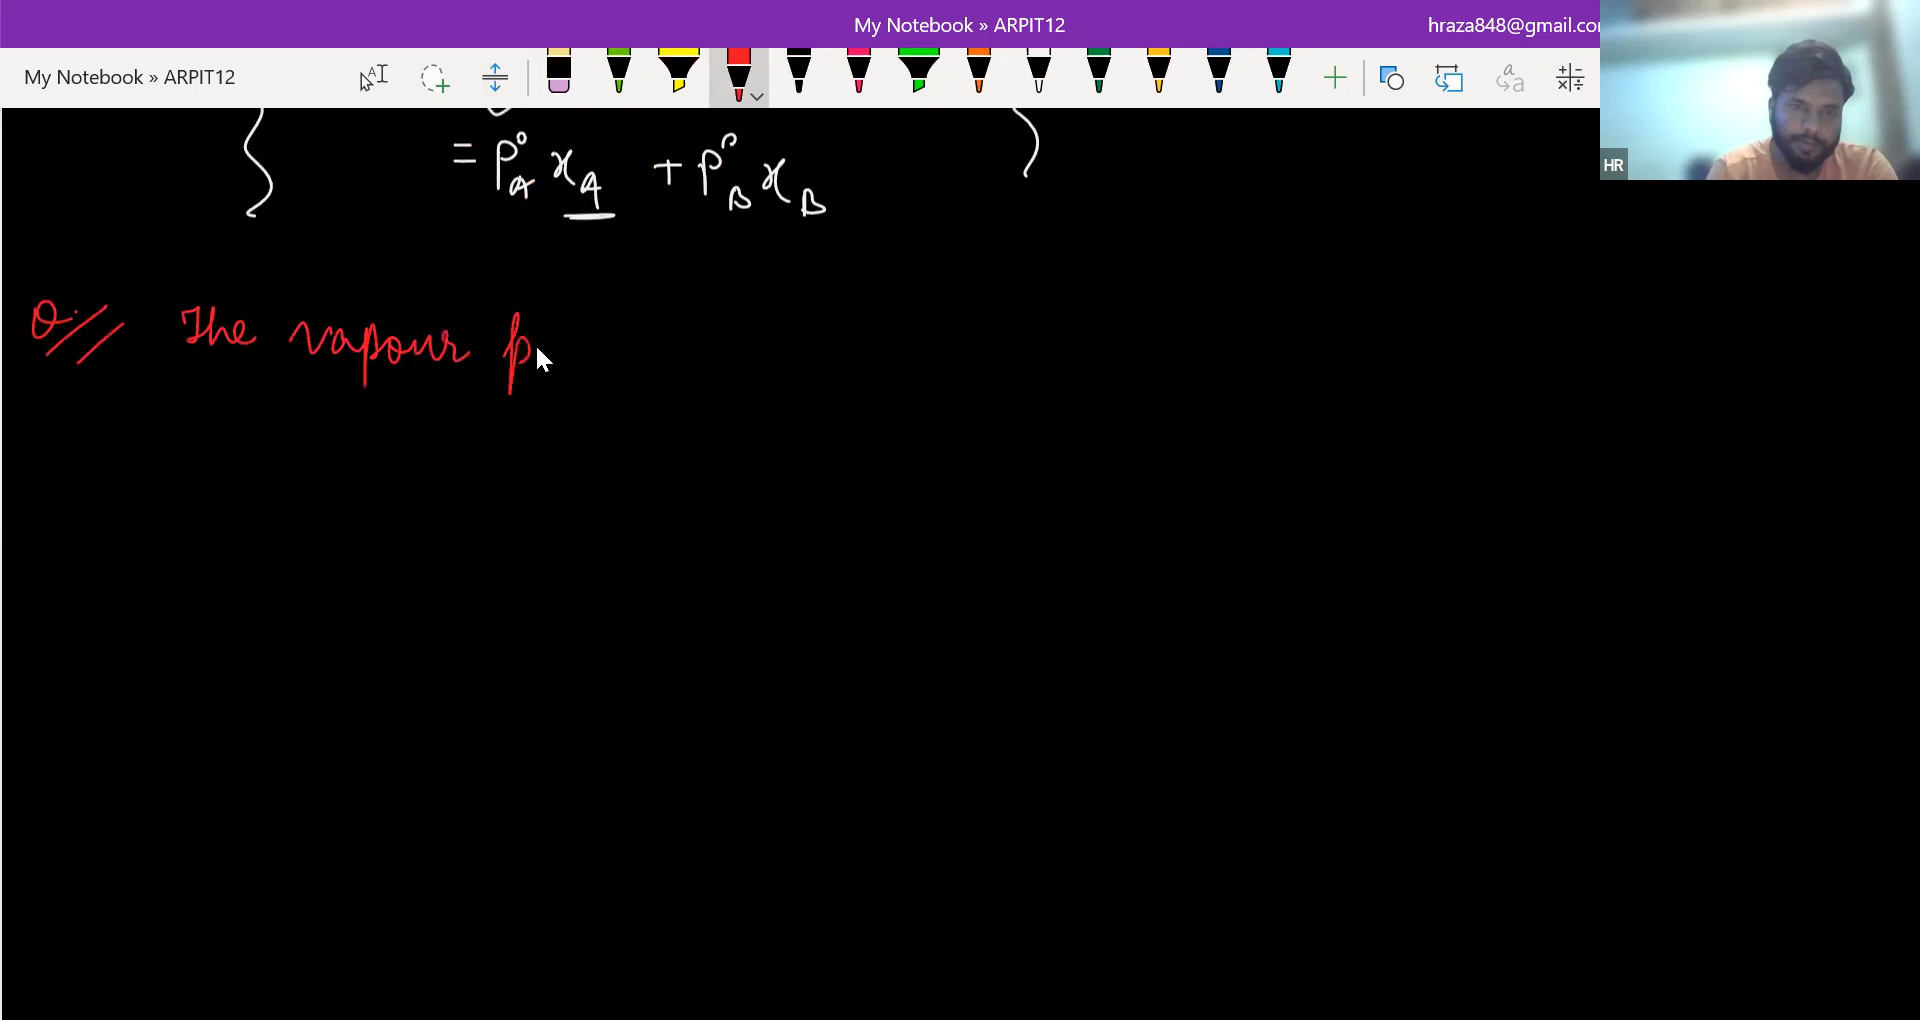 My Notebook » ARPIT12
hraza848@gmail.co
My Notebook » ARPIT12
HR
= P°A xA + P°B xB
Q. The vapour p